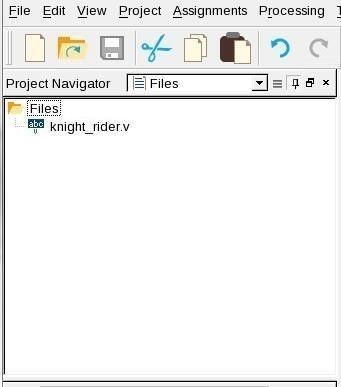 File Edit View Project Assignments Processing
Project Navigator Files
Files
abc
knight_rider.v